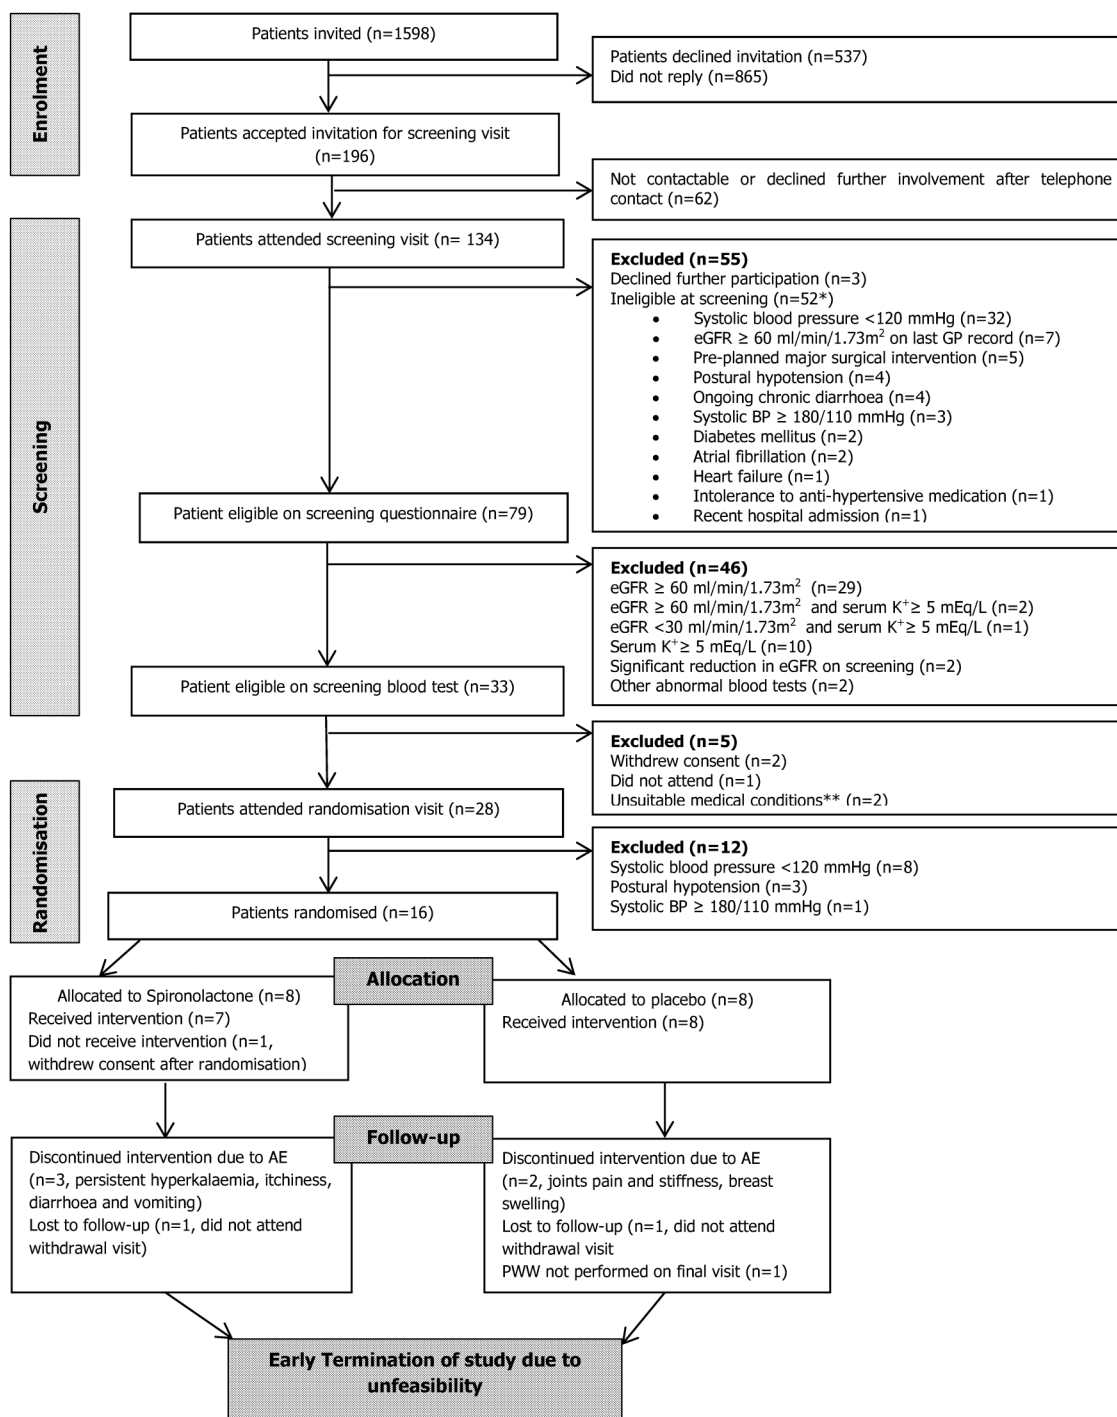 Enrolment
Patients invited (n=1598)
Patients declined invitation (n=537)
Did not reply (n=865)
Patients accepted invitation for screening visit
(n=196)
Not contactable or declined further involvement after telephone
contact (n=62)
Screening
Patients attended screening visit (n= 134)
Excluded (n=55)
Declined further participation (n=3)
Ineligible at screening (n=52*)
• Systolic blood pressure <120 mmHg (n=32)
• eGFR ≥ 60 ml/min/1.73m² on last GP record (n=7)
• Pre-planned major surgical intervention (n=5)
• Postural hypotension (n=4)
• Ongoing chronic diarrhoea (n=4)
• Systolic BP ≥ 180/110 mmHg (n=3)
• Diabetes mellitus (n=2)
• Atrial fibrillation (n=2)
• Heart failure (n=1)
• Intolerance to anti-hypertensive medication (n=1)
• Recent hospital admission (n=1)
Patient eligible on screening questionnaire (n=79)
Excluded (n=46)
eGFR ≥ 60 ml/min/1.73m² (n=29)
eGFR ≥ 60 ml/min/1.73m² and serum K⁺≥ 5 mEq/L (n=2)
eGFR <30 ml/min/1.73m² and serum K⁺≥ 5 mEq/L (n=1)
Serum K⁺≥ 5 mEq/L (n=10)
Significant reduction in eGFR on screening (n=2)
Other abnormal blood tests (n=2)
Patient eligible on screening blood test (n=33)
Excluded (n=5)
Withdrew consent (n=2)
Did not attend (n=1)
Unsuitable medical conditions** (n=2)
Randomisation
Patients attended randomisation visit (n=28)
Excluded (n=12)
Systolic blood pressure <120 mmHg (n=8)
Postural hypotension (n=3)
Systolic BP ≥ 180/110 mmHg (n=1)
Patients randomised (n=16)
Allocation
Allocated to Spironolactone (n=8)
Received intervention (n=7)
Did not receive intervention (n=1,
withdrew consent after randomisation)
Allocated to placebo (n=8)
Received intervention (n=8)
Follow-up
Discontinued intervention due to AE
(n=3, persistent hyperkalaemia, itchiness,
diarrhoea and vomiting)
Lost to follow-up (n=1, did not attend
withdrawal visit)
Discontinued intervention due to AE
(n=2, joints pain and stiffness, breast
swelling)
Lost to follow-up (n=1, did not attend
withdrawal visit
PWW not performed on final visit (n=1)
Early Termination of study due to
unfeasibility